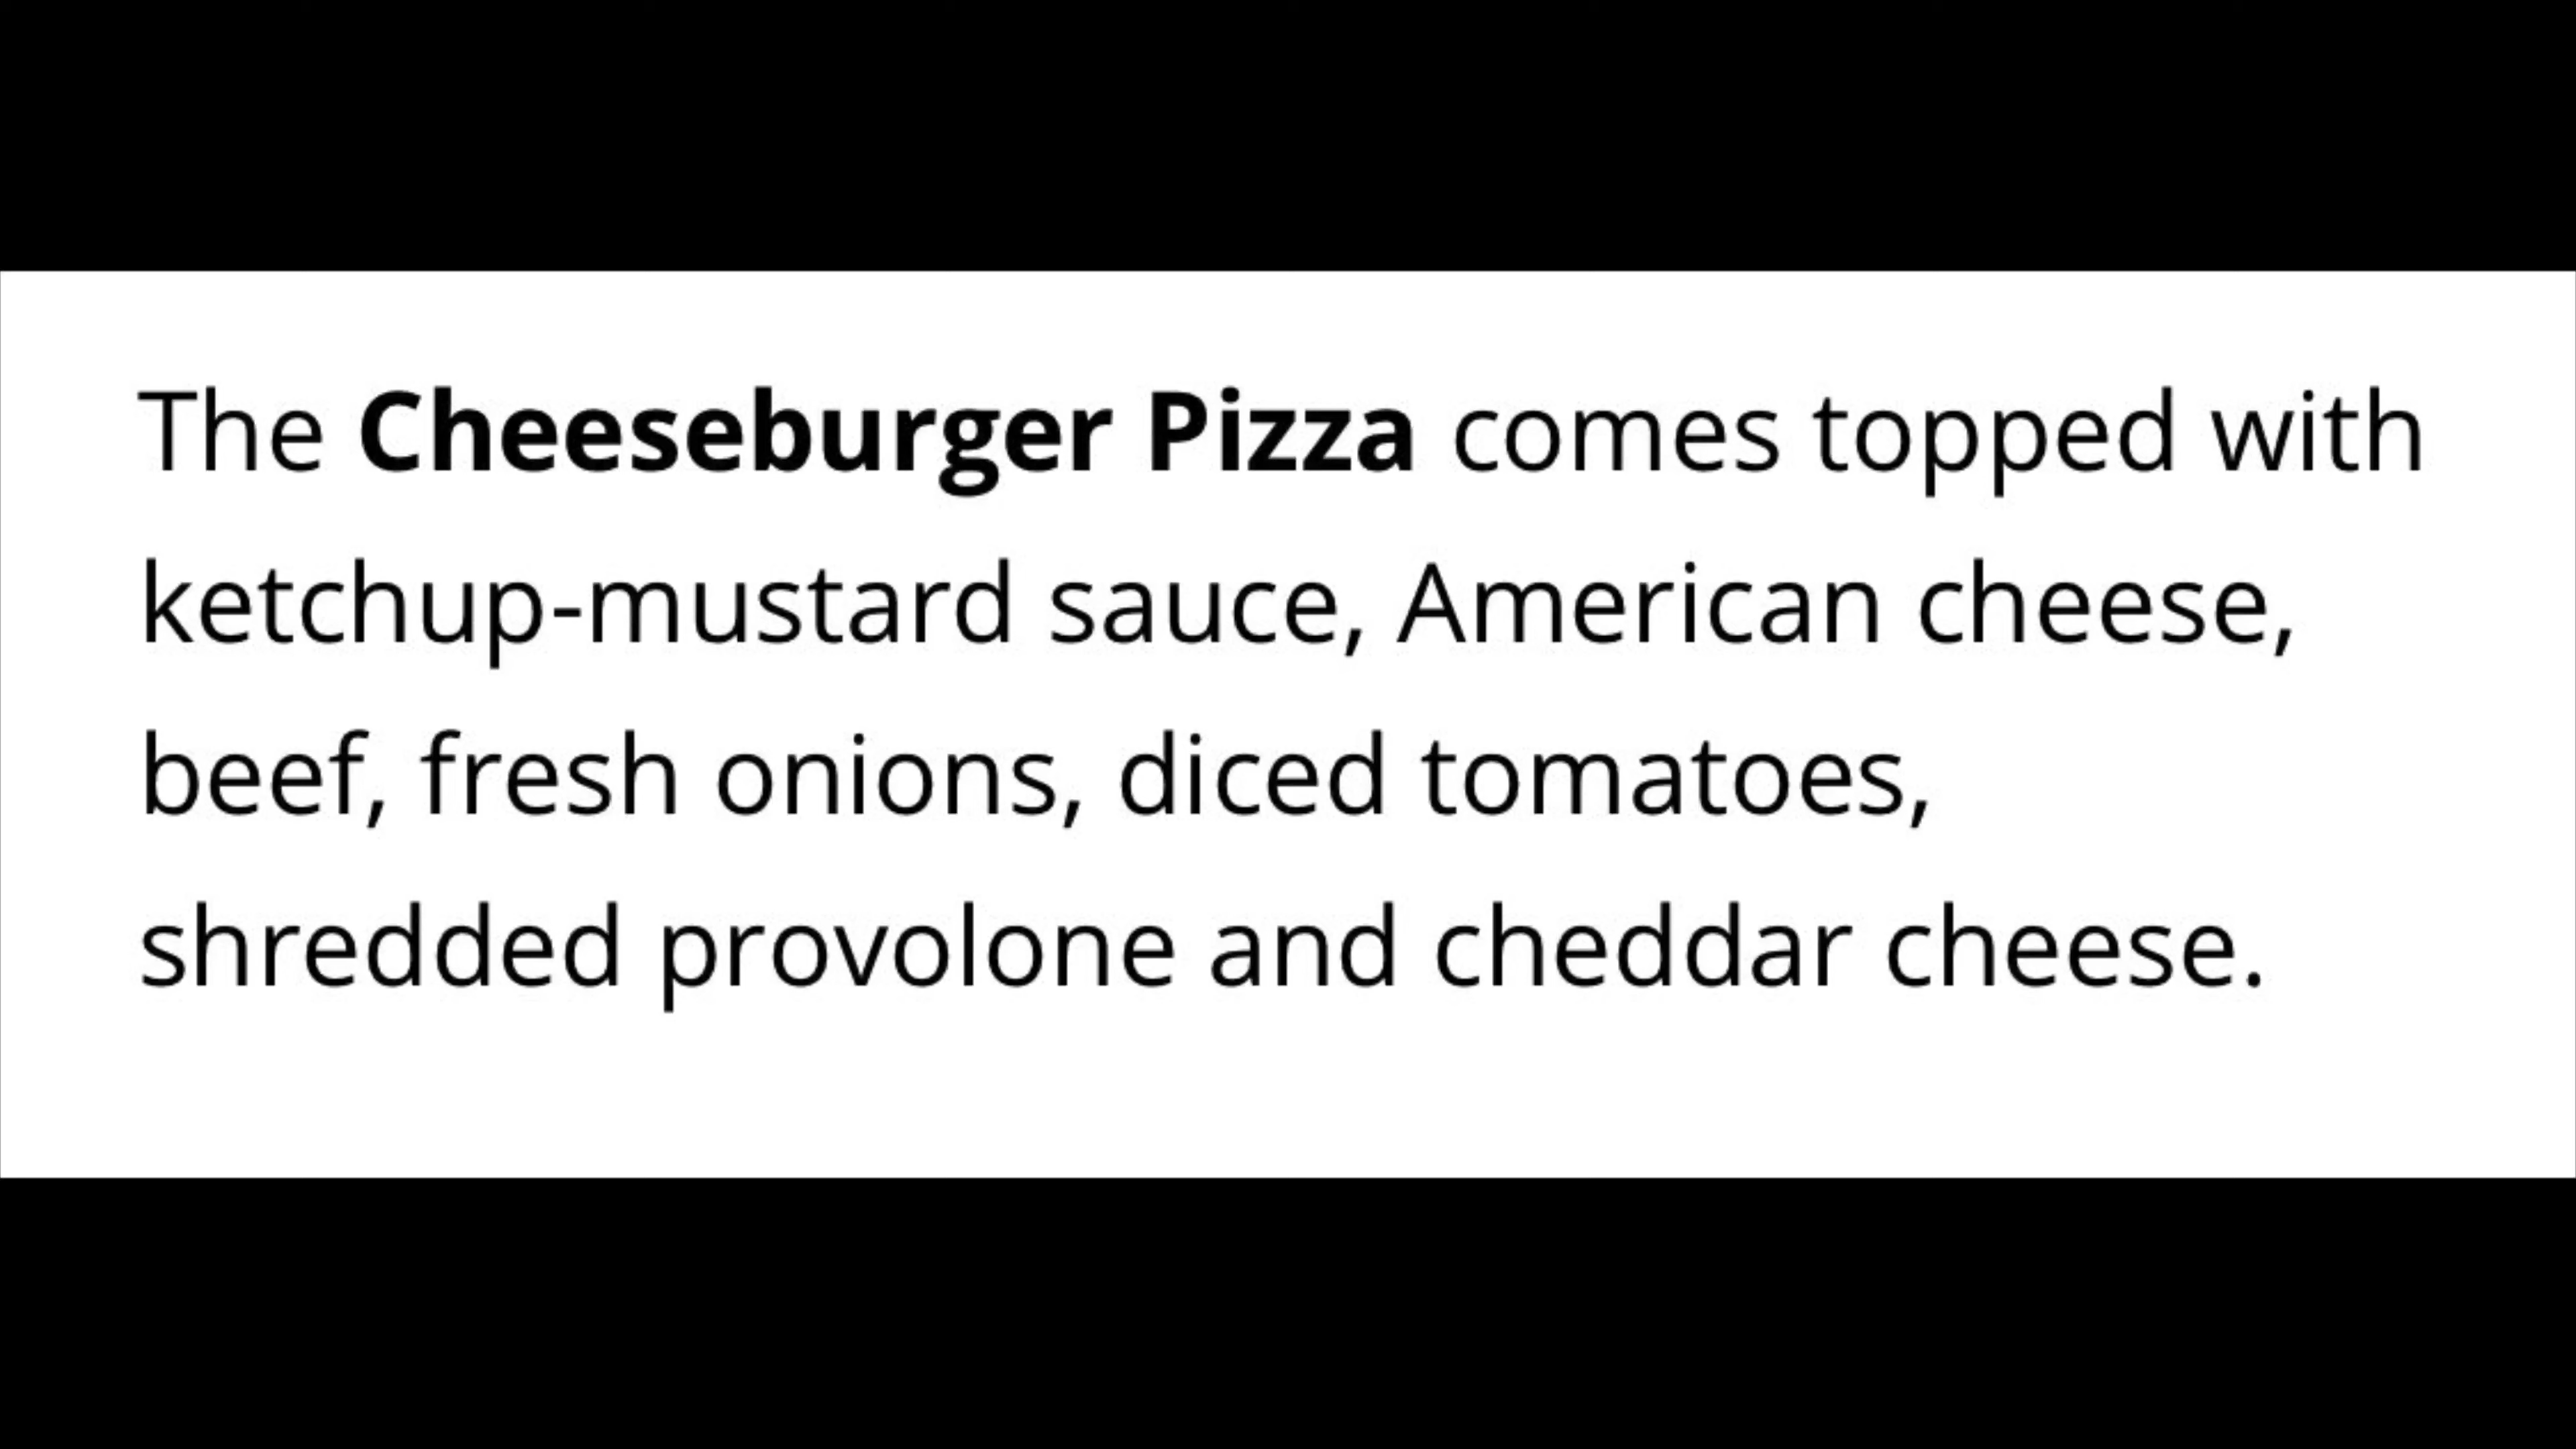 The Cheeseburger Pizza comes topped with
ketchup-mustard sauce, American cheese,
beef, fresh onions, diced tomatoes,
shredded provolone and cheddar cheese.